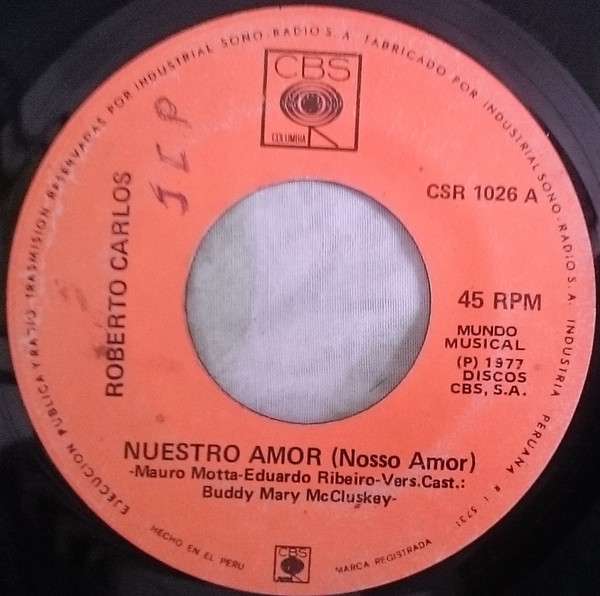 EJECUCION PUBLICA Y RADIO TRASMISION RESERVADAS POR INDUSTRIAL SONO-RADIO S.A. FABRICADO POR INDUSTRIAL SONO-RADIO S.A. INDUSTRIA PERUANA R.I. 5731
CBS
COLUMBIA
JLP
ROBERTO CARLOS
CSR 1026 A
45 RPM
MUNDO
MUSICAL
(P) 1977
DISCOS
CBS, S.A.
NUESTRO AMOR (Nosso Amor)
-Mauro Motta-Eduardo Ribeiro-Vers.Cast.:
Buddy Mary McCluskey-
HECHO EN EL PERU
CBS
MARCA REGISTRADA